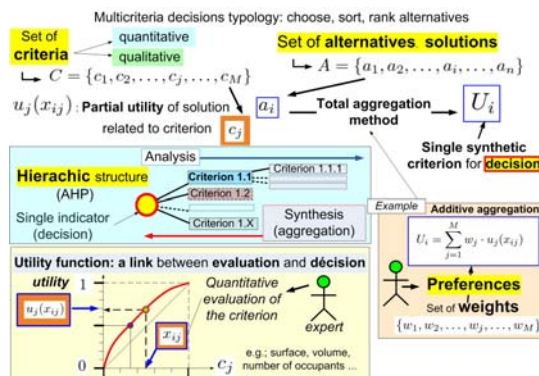 Multicriteria decisions typology: choose, sort, rank alternatives
Set of
criteria
quantitative
qualitative
C = {c₁, c₂, . . . , cⱼ, . . . , c_M}
Set of alternatives. solutions
A = {a₁, a₂, . . . , aᵢ, . . . , aₙ}
uⱼ(xᵢⱼ) : Partial utility of solution
related to criterion
aᵢ
cⱼ
Total aggregation
method
Uᵢ
Single synthetic
criterion for decision
Analysis
Hierachic structure
(AHP)
Single indicator
(decision)
Criterion 1.1
Criterion 1.2
Criterion 1.X
Criterion 1.1.1
Synthesis
(aggregation)
Example
Additive aggregation
Uᵢ = ∑ⱼ₌₁ᴹ wⱼ · uⱼ(xᵢⱼ)
Preferences
Set of weights
{w₁, w₂, . . . , wⱼ, . . . , w_M}
Utility function: a link between evaluation and décision
utility
1
uⱼ(xᵢⱼ)
0
xᵢⱼ
cⱼ
Quantitative
evaluation of
the criterion
expert
e.g.; surface, volume,
number of occupants ...